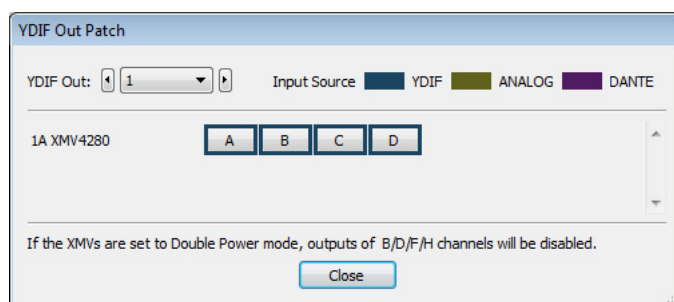 YDIF Out Patch
YDIF Out: 1 Input Source YDIF ANALOG DANTE
1A XMV4280 A B C D
If the XMVs are set to Double Power mode, outputs of B/D/F/H channels will be disabled.
Close